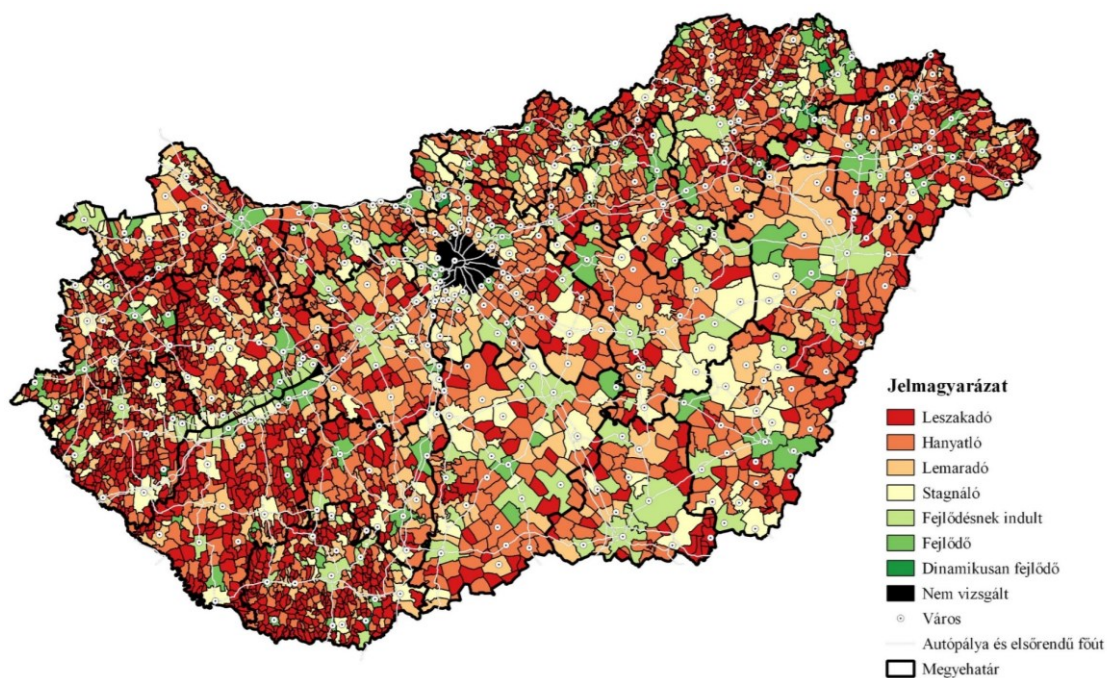 Jelmagyarázat
Leszakadó
Hanyatló
Lemaradó
Stagnáló
Fejlődésnek indult
Fejlődő
Dinamikusan fejlődő
Nem vizsgált
Város
Autópálya és elsőrendű főút
Megyehatár